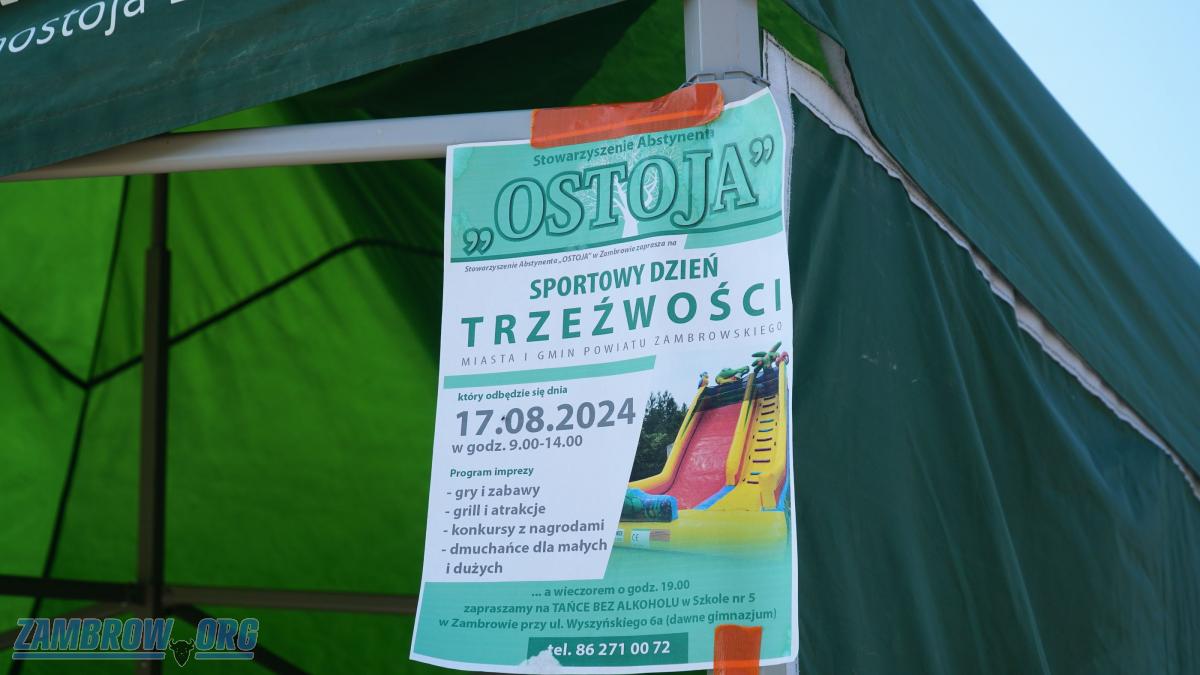 ostoja
Stowarzyszenie Abstynenta
„OSTOJA”
Stowarzyszenie Abstynenta „OSTOJA” w Zambrowie zaprasza na
SPORTOWY DZIEŃ
TRZEŹWOŚCI
MIASTA I GMIN POWIATU ZAMBROWSKIEGO
który odbędzie się dnia
17.08.2024
w godz. 9.00-14.00
Program imprezy
- gry i zabawy
- grill i atrakcje
- konkursy z nagrodami
- dmuchańce dla małych
i dużych
... a wieczorem o godz. 19.00
zapraszamy na TAŃCE BEZ ALKOHOLU w Szkole nr 5
w Zambrowie przy ul. Wyszyńskiego 6a (dawne gimnazjum)
tel. 86 271 00 72
ZAMBROW.ORG